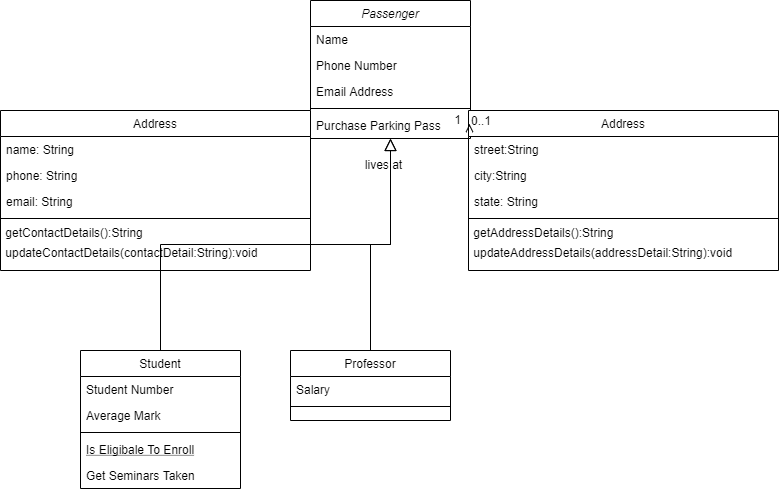 Passenger
Name
Phone Number
Email Address
Purchase Parking Pass
1
0..1
lives at
Address
name: String
phone: String
email: String
getContactDetails():String
updateContactDetails(contactDetail:String):void
Address
street:String
city:String
state: String
getAddressDetails():String
updateAddressDetails(addressDetail:String):void
Student
Student Number
Average Mark
Is Eligibale To Enroll
Get Seminars Taken
Professor
Salary